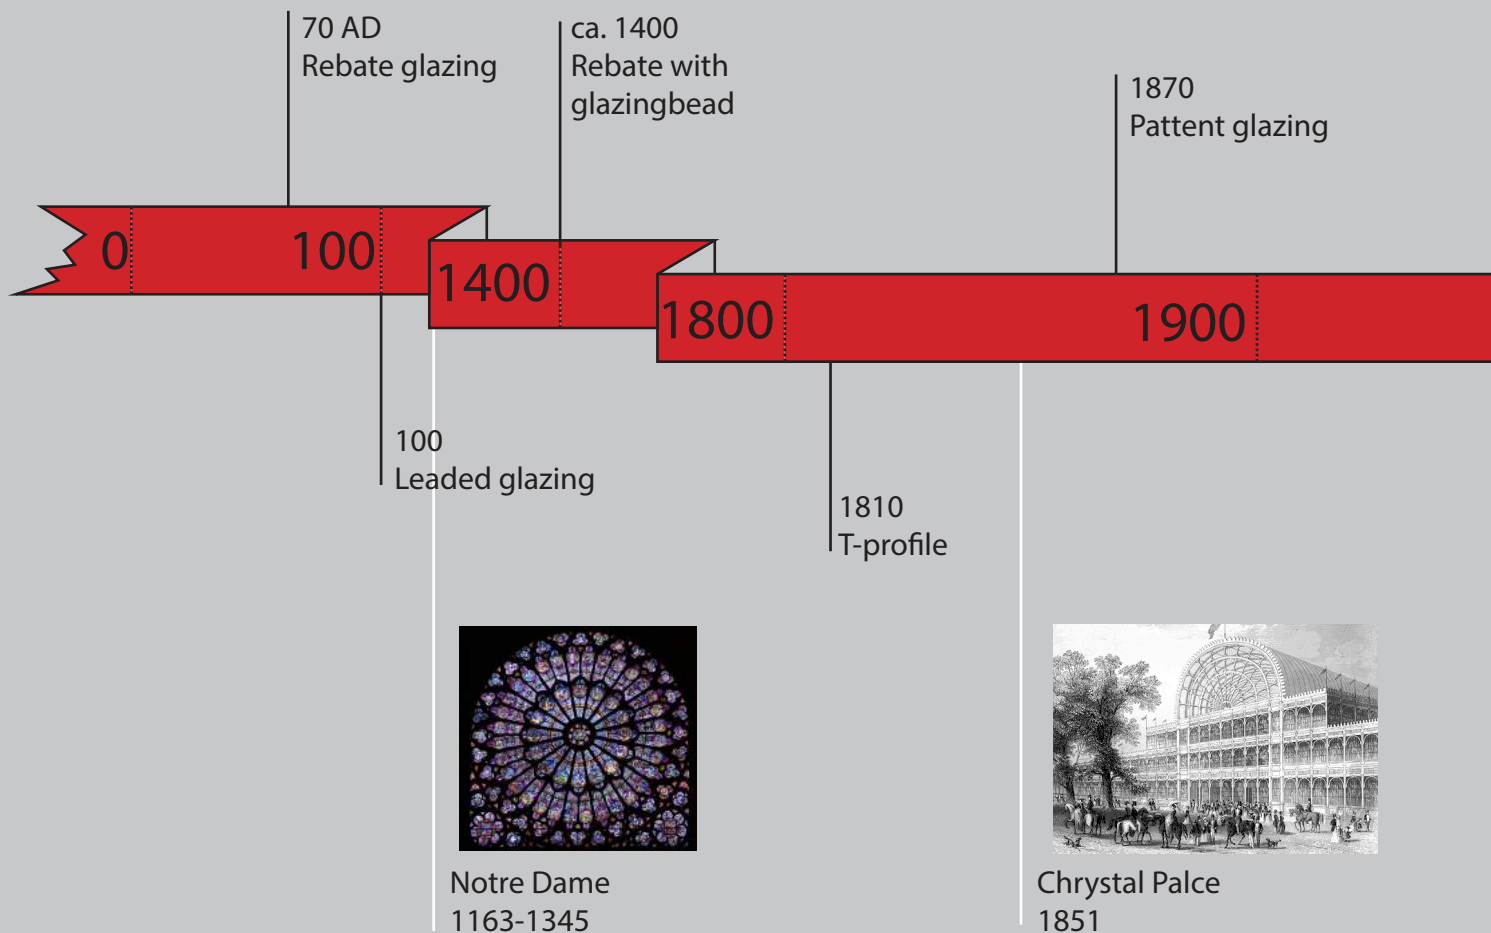 70 AD
Rebate glazing
ca. 1400
Rebate with
glazingbead
1870
Pattent glazing
0
100
1400
1800
1900
100
Leaded glazing
1810
T-profile
Notre Dame
1163-1345
Chrystal Palce
1851